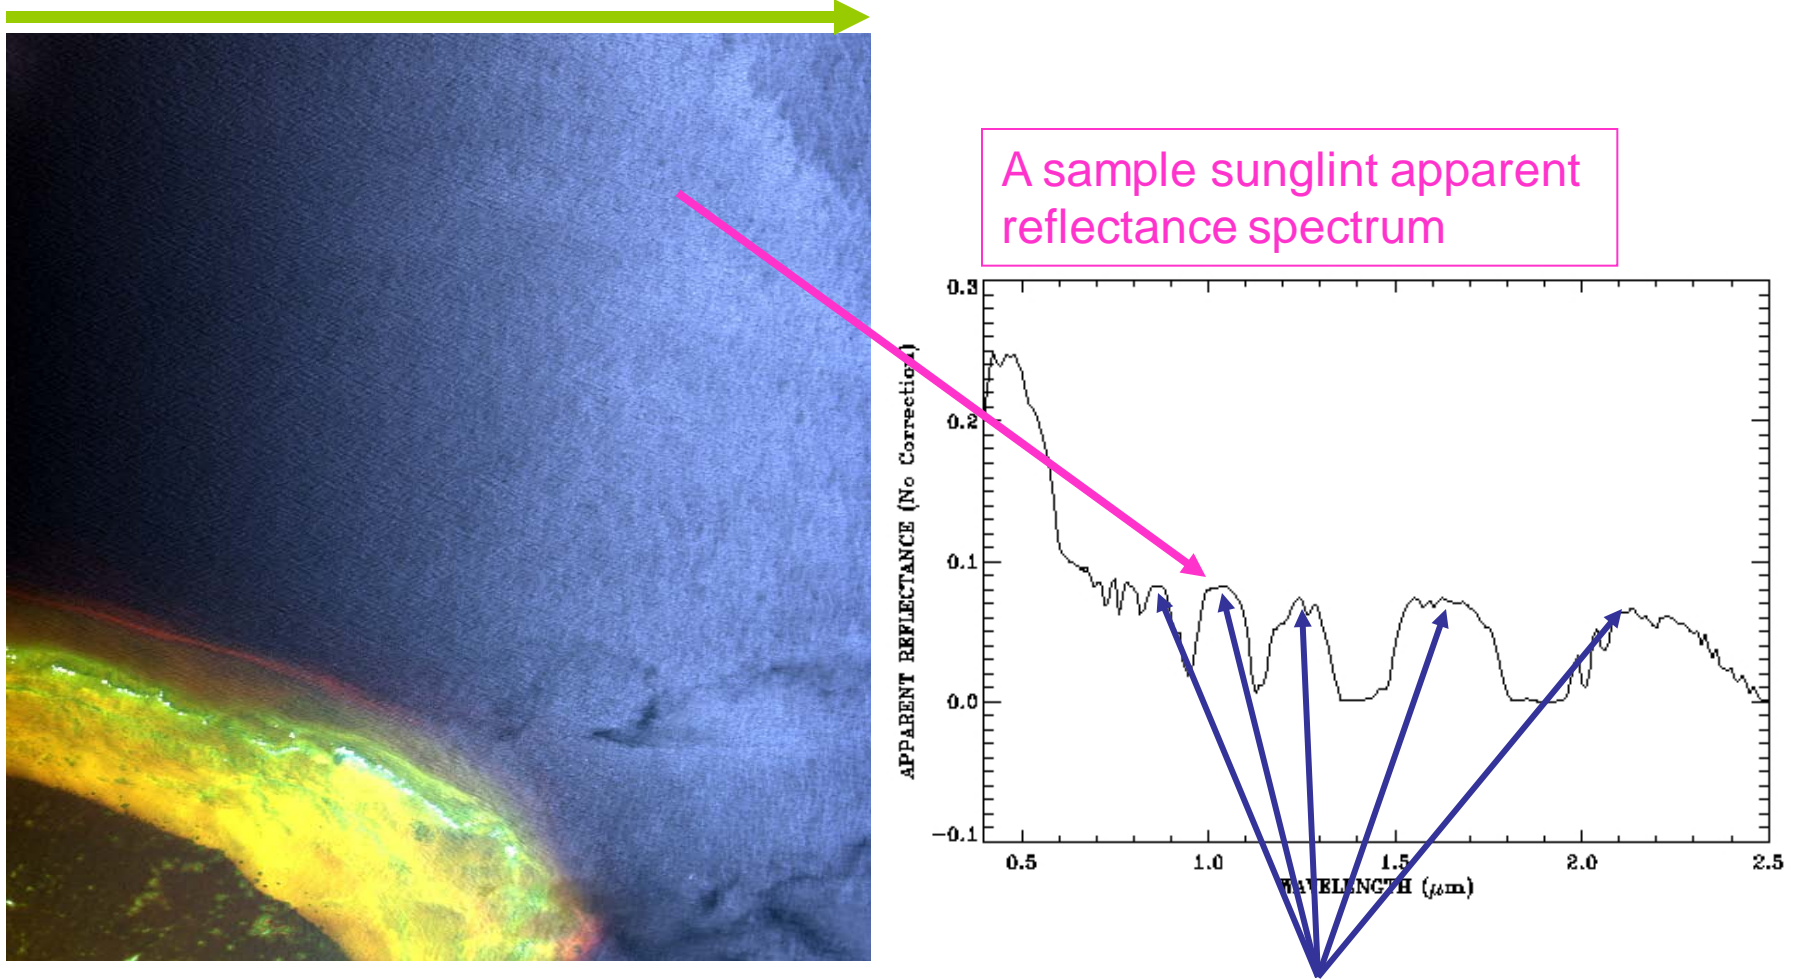 A sample sunglint apparent
reflectance spectrum
0.3
0.2
0.1
0.0
-0.1
APPARENT REFLECTANCE (No Correction)
0.5 1.0 1.5 2.0 2.5
WAVELENGTH (μm)